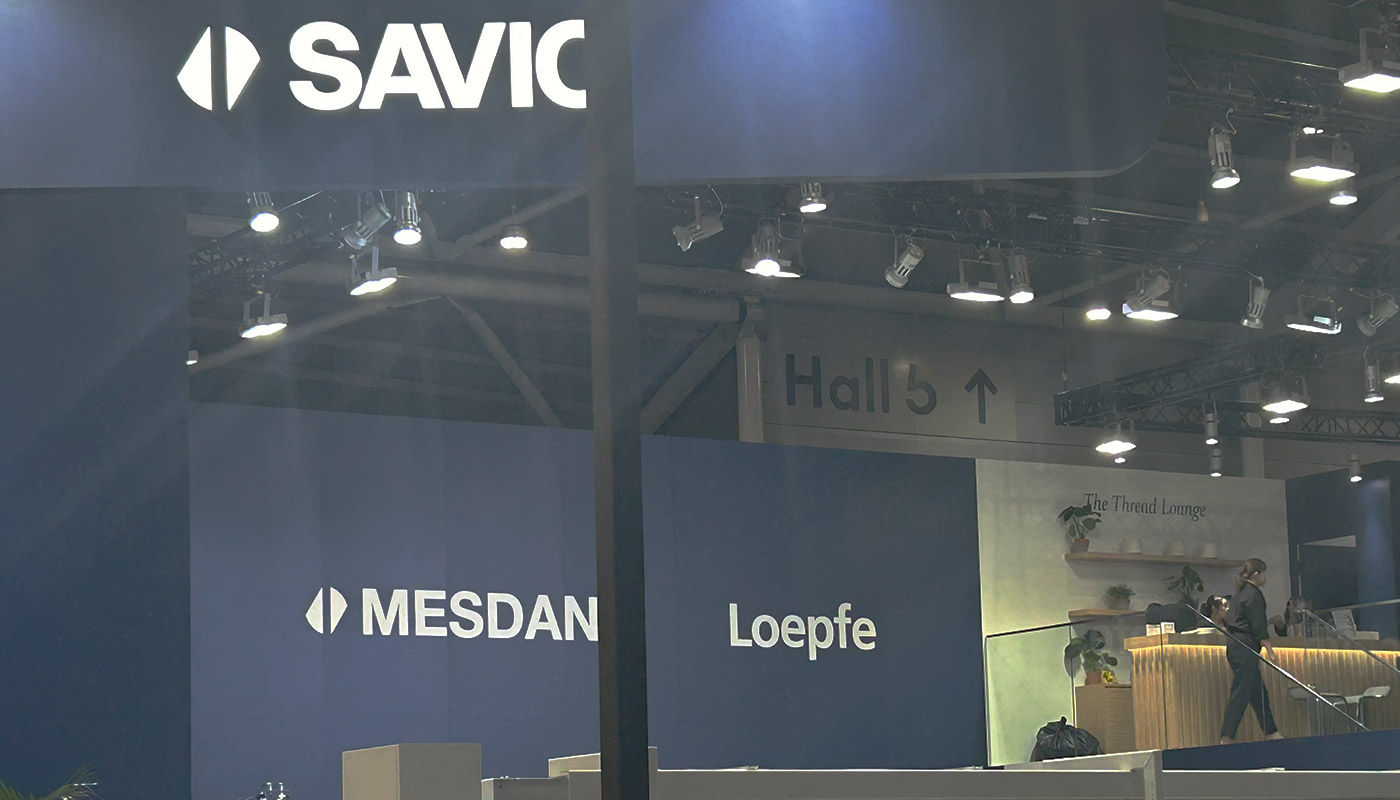 SAVIO
Hall 5 ↑
The Thread Lounge
MESDAN
Loepfe